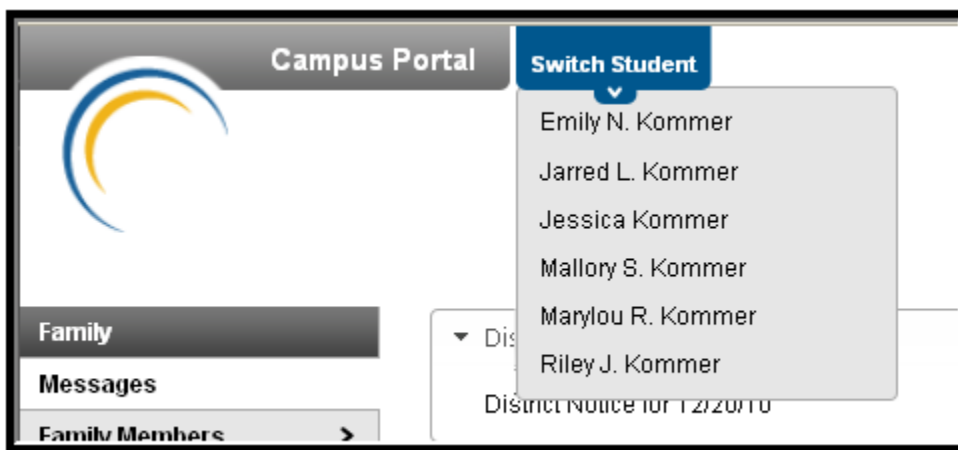 Campus Portal
Switch Student
Emily N. Kommer
Jarred L. Kommer
Jessica Kommer
Mallory S. Kommer
Marylou R. Kommer
Riley J. Kommer
Family
Messages
Family Members
District Notice for 12/20/10